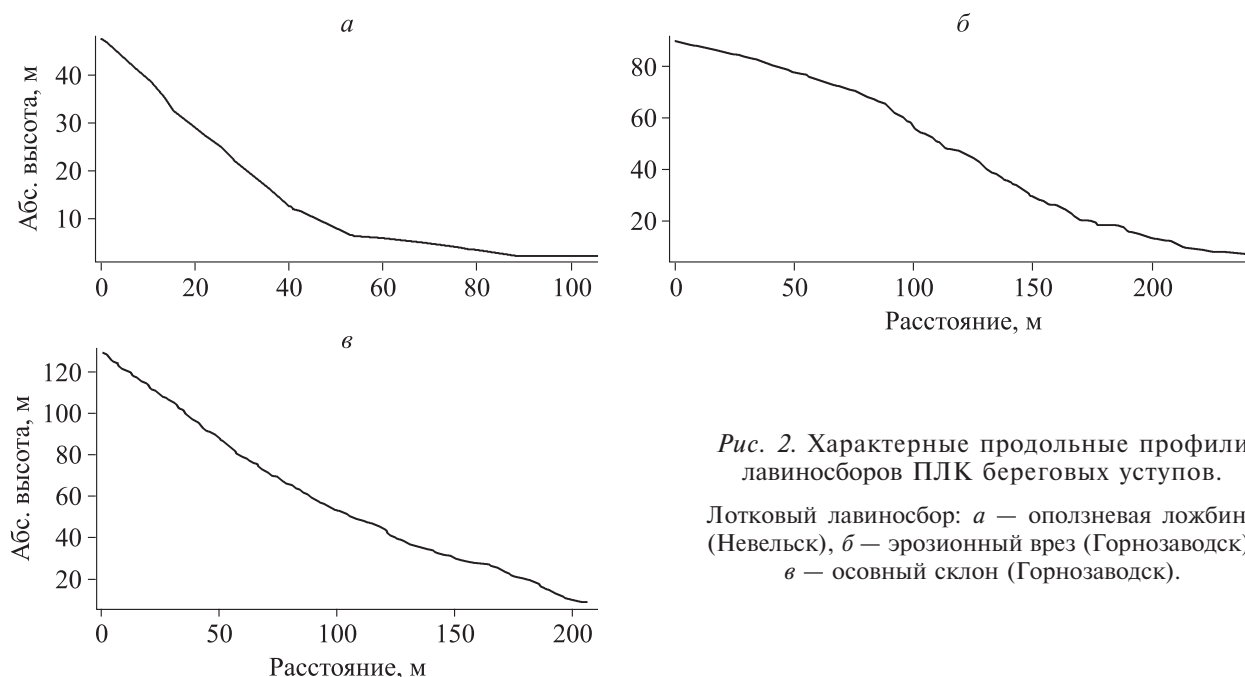 а
Абс. высота, м
40
30
20
10
0 20 40 60 80 100
б
80
60
40
20
0 50 100 150 200
Расстояние, м
в
Абс. высота, м
120
100
80
60
40
20
0 50 100 150 200
Расстояние, м
Рис. 2. Характерные продольные профили
лавиносборов ПЛК береговых уступов.
Лотковый лавиносбор: а — оползневая ложбин
(Невельск), б — эрозионный врез (Горнозаводск)
в — осовный склон (Горнозаводск).